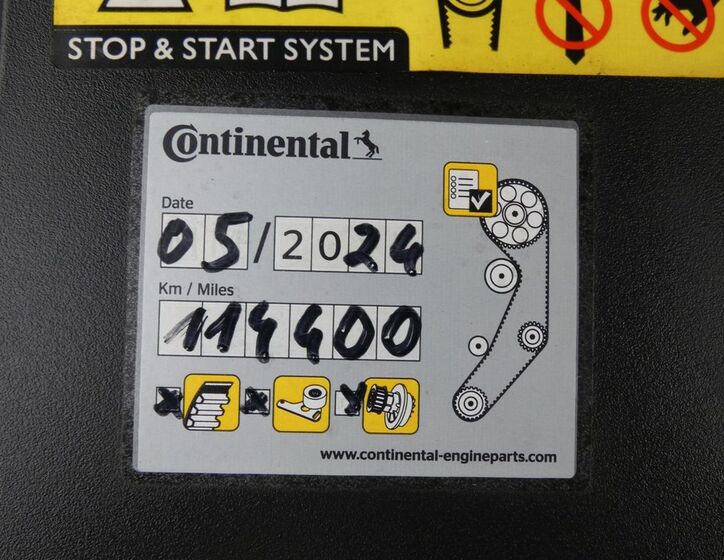 STOP & START SYSTEM
Continental
Date
05/2024
Km / Miles
114400
www.continental-engineparts.com